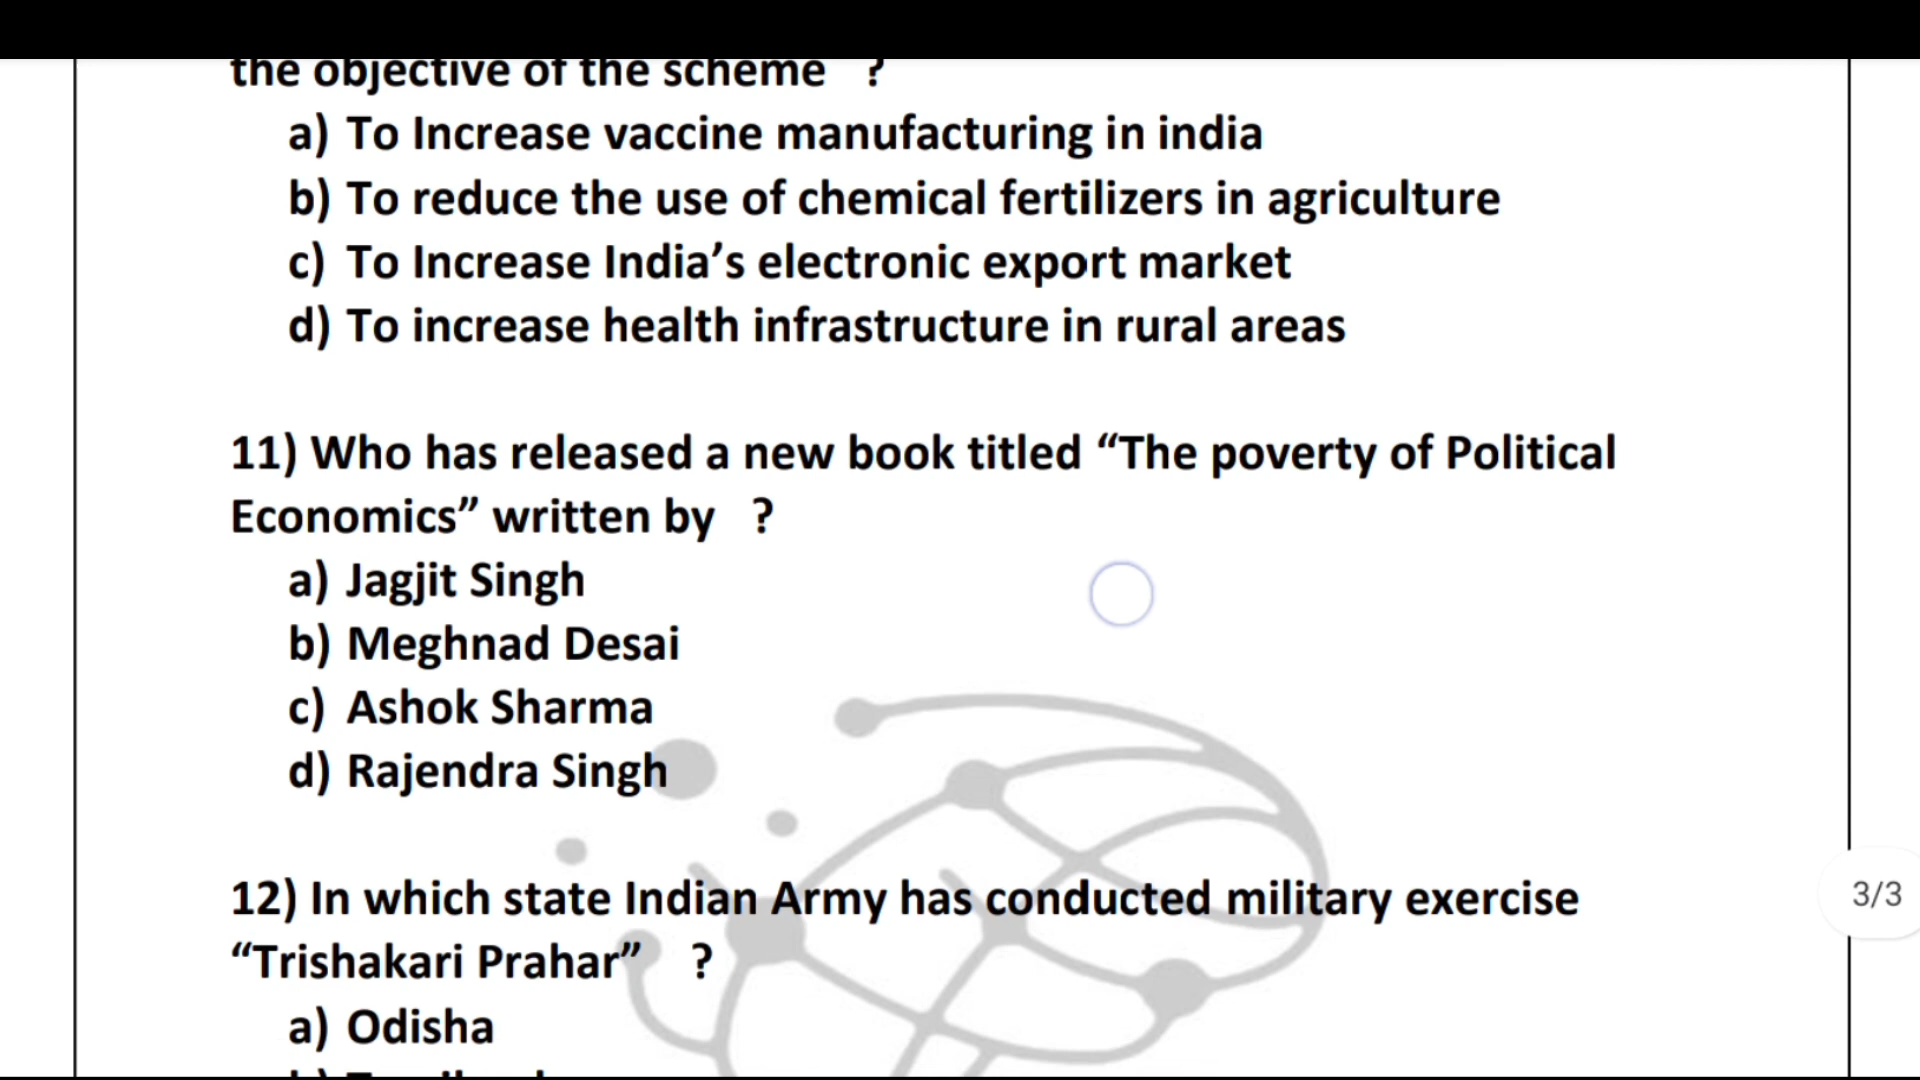 the objective of the scheme ?
a) To Increase vaccine manufacturing in india
b) To reduce the use of chemical fertilizers in agriculture
c) To Increase India’s electronic export market
d) To increase health infrastructure in rural areas
11) Who has released a new book titled “The poverty of Political
Economics” written by ?
a) Jagjit Singh
b) Meghnad Desai
c) Ashok Sharma
d) Rajendra Singh
12) In which state Indian Army has conducted military exercise
“Trishakari Prahar” ?
a) Odisha
3/3